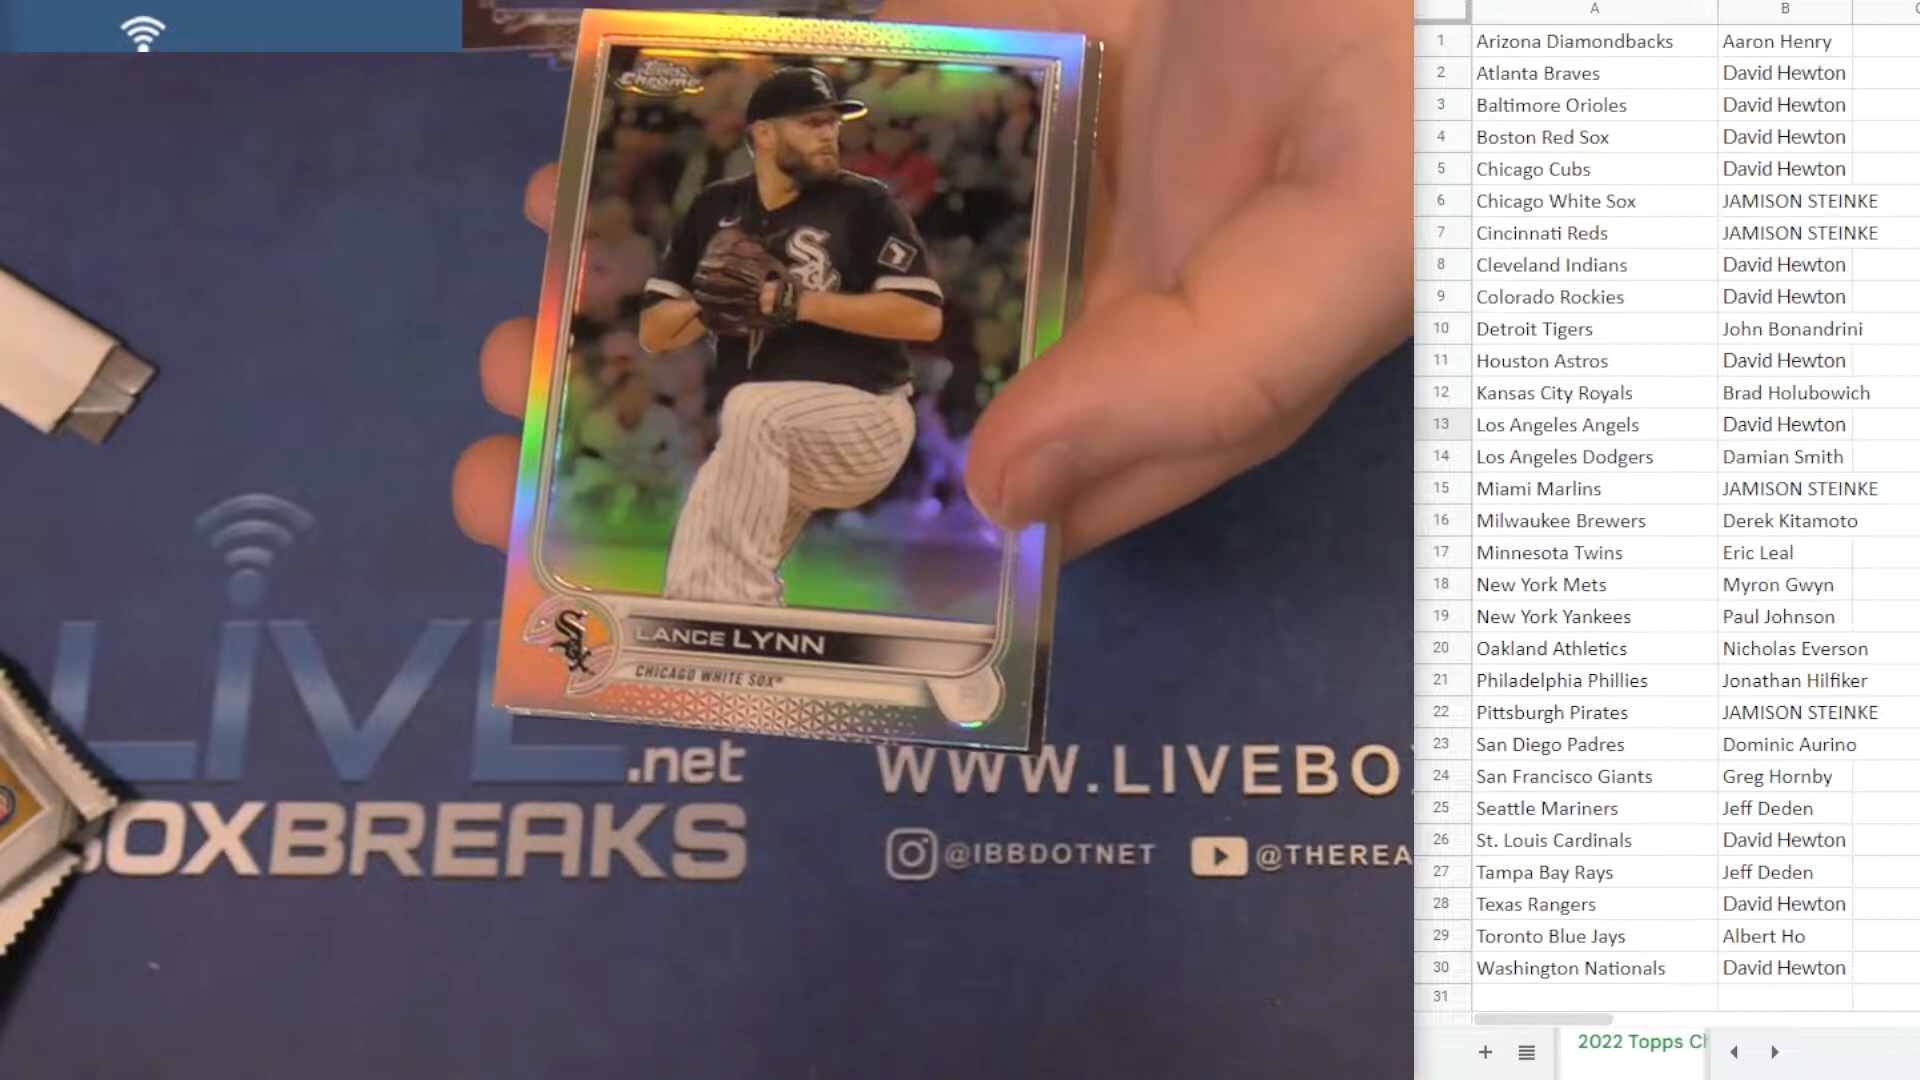 Topps
Chrome
LANCE LYNN
CHICAGO WHITE SOX
LIVE
.net
BOXBREAKS
WWW.LIVEBO
@IBBDOTNET
@THEREA
A B
1 Arizona Diamondbacks Aaron Henry
2 Atlanta Braves David Hewton
3 Baltimore Orioles David Hewton
4 Boston Red Sox David Hewton
5 Chicago Cubs David Hewton
6 Chicago White Sox JAMISON STEINKE
7 Cincinnati Reds JAMISON STEINKE
8 Cleveland Indians David Hewton
9 Colorado Rockies David Hewton
10 Detroit Tigers John Bonandrini
11 Houston Astros David Hewton
12 Kansas City Royals Brad Holubowich
13 Los Angeles Angels David Hewton
14 Los Angeles Dodgers Damian Smith
15 Miami Marlins JAMISON STEINKE
16 Milwaukee Brewers Derek Kitamoto
17 Minnesota Twins Eric Leal
18 New York Mets Myron Gwyn
19 New York Yankees Paul Johnson
20 Oakland Athletics Nicholas Everson
21 Philadelphia Phillies Jonathan Hilfiker
22 Pittsburgh Pirates JAMISON STEINKE
23 San Diego Padres Dominic Aurino
24 San Francisco Giants Greg Hornby
25 Seattle Mariners Jeff Deden
26 St. Louis Cardinals David Hewton
27 Tampa Bay Rays Jeff Deden
28 Texas Rangers David Hewton
29 Toronto Blue Jays Albert Ho
30 Washington Nationals David Hewton
31
2022 Topps Ch